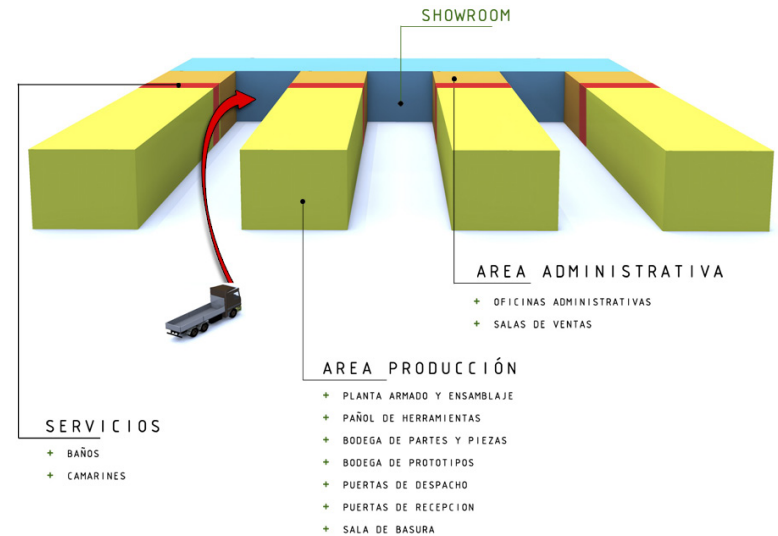 SHOWROOM
AREA ADMINISTRATIVA
+ OFICINAS ADMINISTRATIVAS
+ SALAS DE VENTAS
AREA PRODUCCIÓN
+ PLANTA ARMADO Y ENSAMBLAJE
+ PAÑOL DE HERRAMIENTAS
+ BODEGA DE PARTES Y PIEZAS
+ BODEGA DE PROTOTIPOS
+ PUERTAS DE DESPACHO
+ PUERTAS DE RECEPCION
+ SALA DE BASURA
SERVICIOS
+ BAÑOS
+ CAMARINES